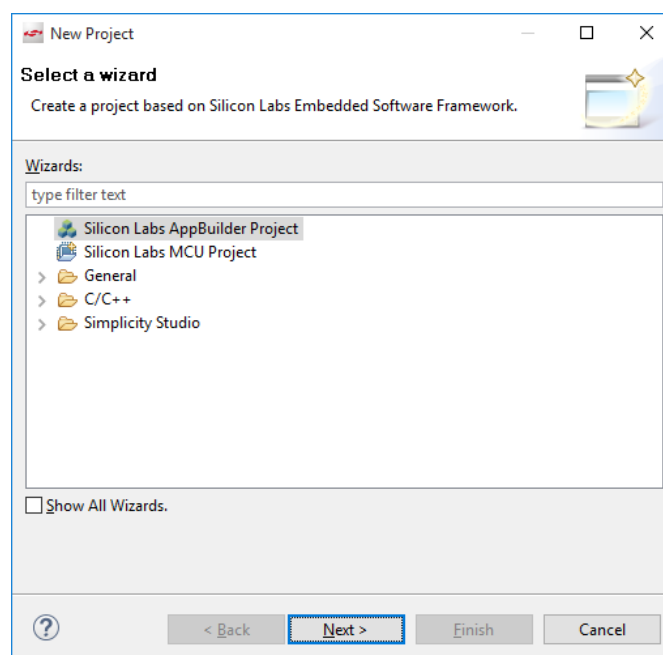 New Project
Select a wizard
Create a project based on Silicon Labs Embedded Software Framework.
Wizards:
type filter text
Silicon Labs AppBuilder Project
Silicon Labs MCU Project
General
C/C++
Simplicity Studio
Show All Wizards.
? < Back Next > Finish Cancel